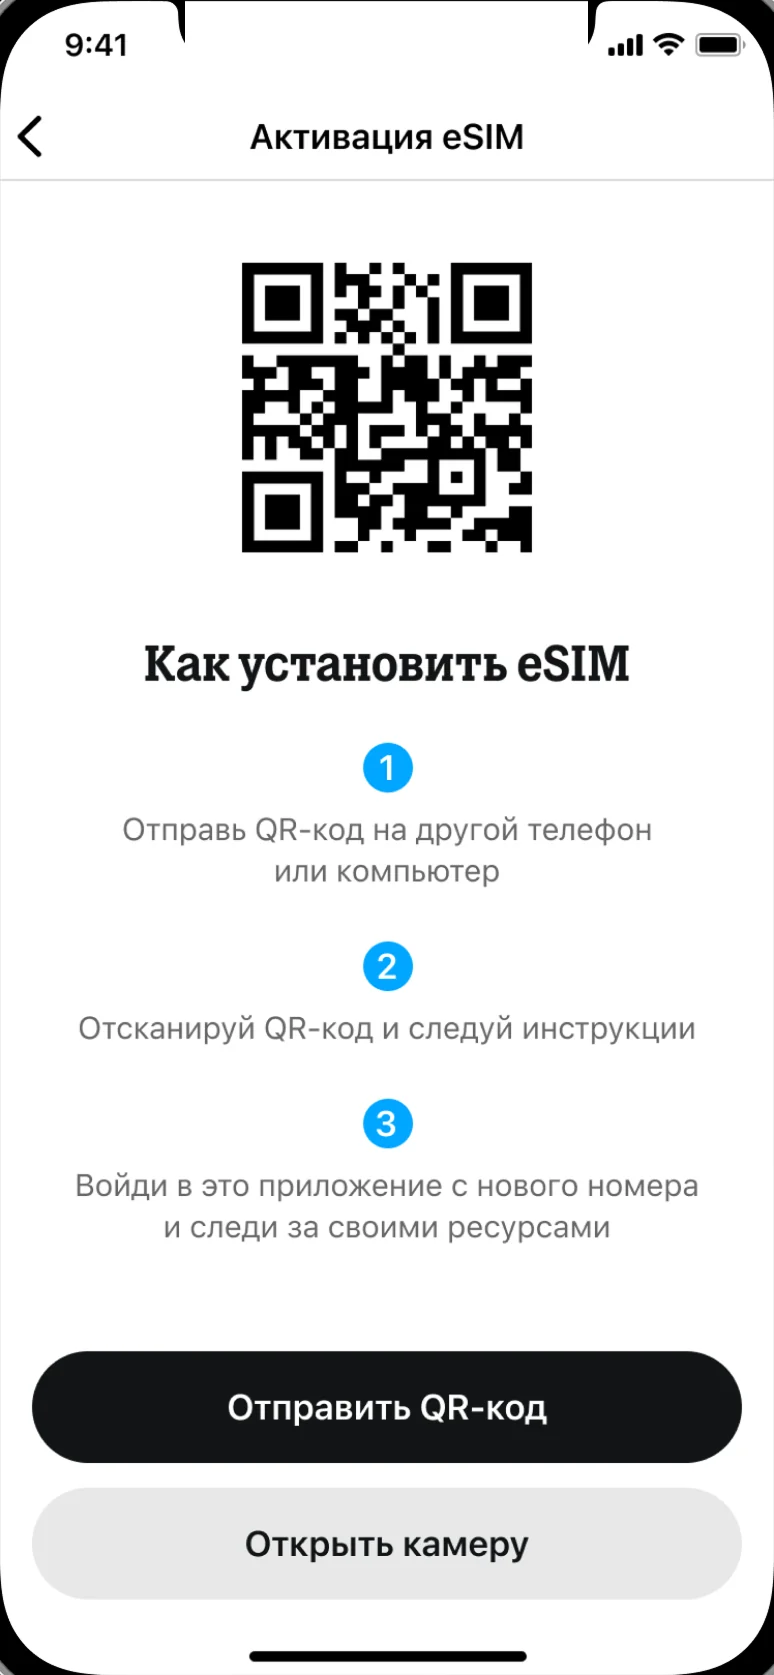 9:41
Активация eSIM
Как установить eSIM
1
Отправь QR-код на другой телефон
или компьютер
2
Отсканируй QR-код и следуй инструкции
3
Войди в это приложение с нового номера
и следи за своими ресурсами
Отправить QR-код
Открыть камеру